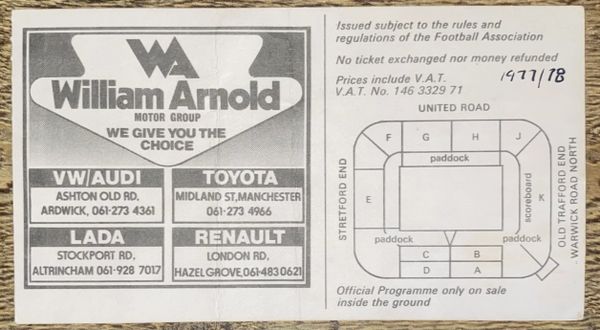 WA
William Arnold
MOTOR GROUP
WE GIVE YOU THE
CHOICE
VW/AUDI
ASHTON OLD RD.
ARDWICK, 061·273 4361
TOYOTA
MIDLAND ST, MANCHESTER
061·273 4966
LADA
STOCKPORT RD,
ALTRINCHAM 061·928 7017
RENAULT
LONDON RD,
HAZEL GROVE, 061·483 0621
Issued subject to the rules and
regulations of the Football Association
No ticket exchanged nor money refunded
Prices include V.A.T.
V.A.T. No. 146 3329 71
1977/78
UNITED ROAD
STRETFORD END
F
G
H
J
paddock
E
scoreboard
K
paddock
paddock
C
B
D
A
OLD TRAFFORD END
WARWICK ROAD NORTH
Official Programme only on sale
inside the ground